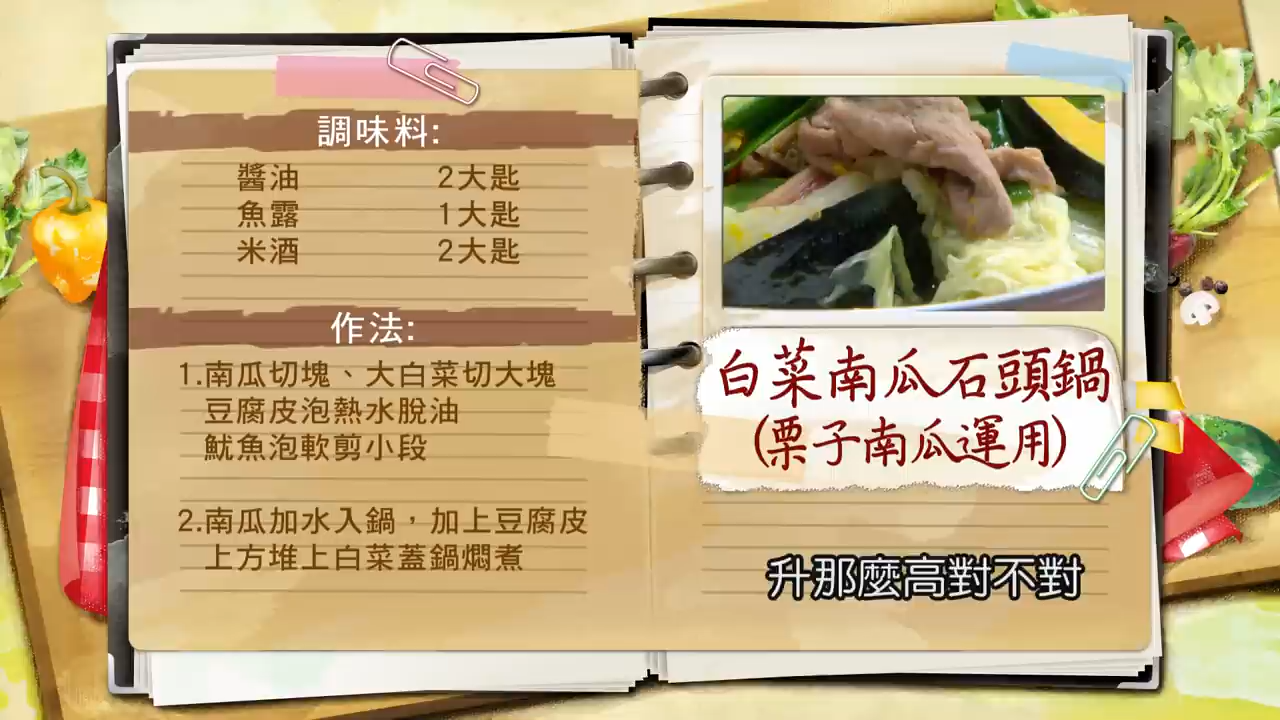 調味料:
醬油 2大匙
魚露 1大匙
米酒 2大匙
作法:
1.南瓜切塊、大白菜切大塊
豆腐皮泡熱水脫油
魷魚泡軟剪小段
2.南瓜加水入鍋，加上豆腐皮
上方堆上白菜蓋鍋燜煮
白菜南瓜石頭鍋
(栗子南瓜運用)
升那麼高對不對